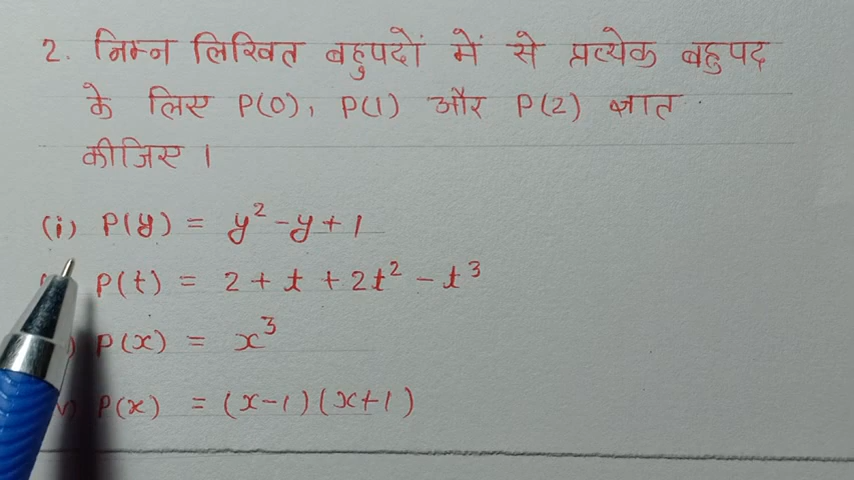 2. निम्न लिखित बहुपदों में से प्रत्येक बहुपद
के लिए P(0), P(1) और P(2) ज्ञात
कीजिए।
(i) P(y) = y² - y + 1
P(t) = 2 + t + 2t² - t³
P(x) = x³
P(x) = (x-1)(x+1)